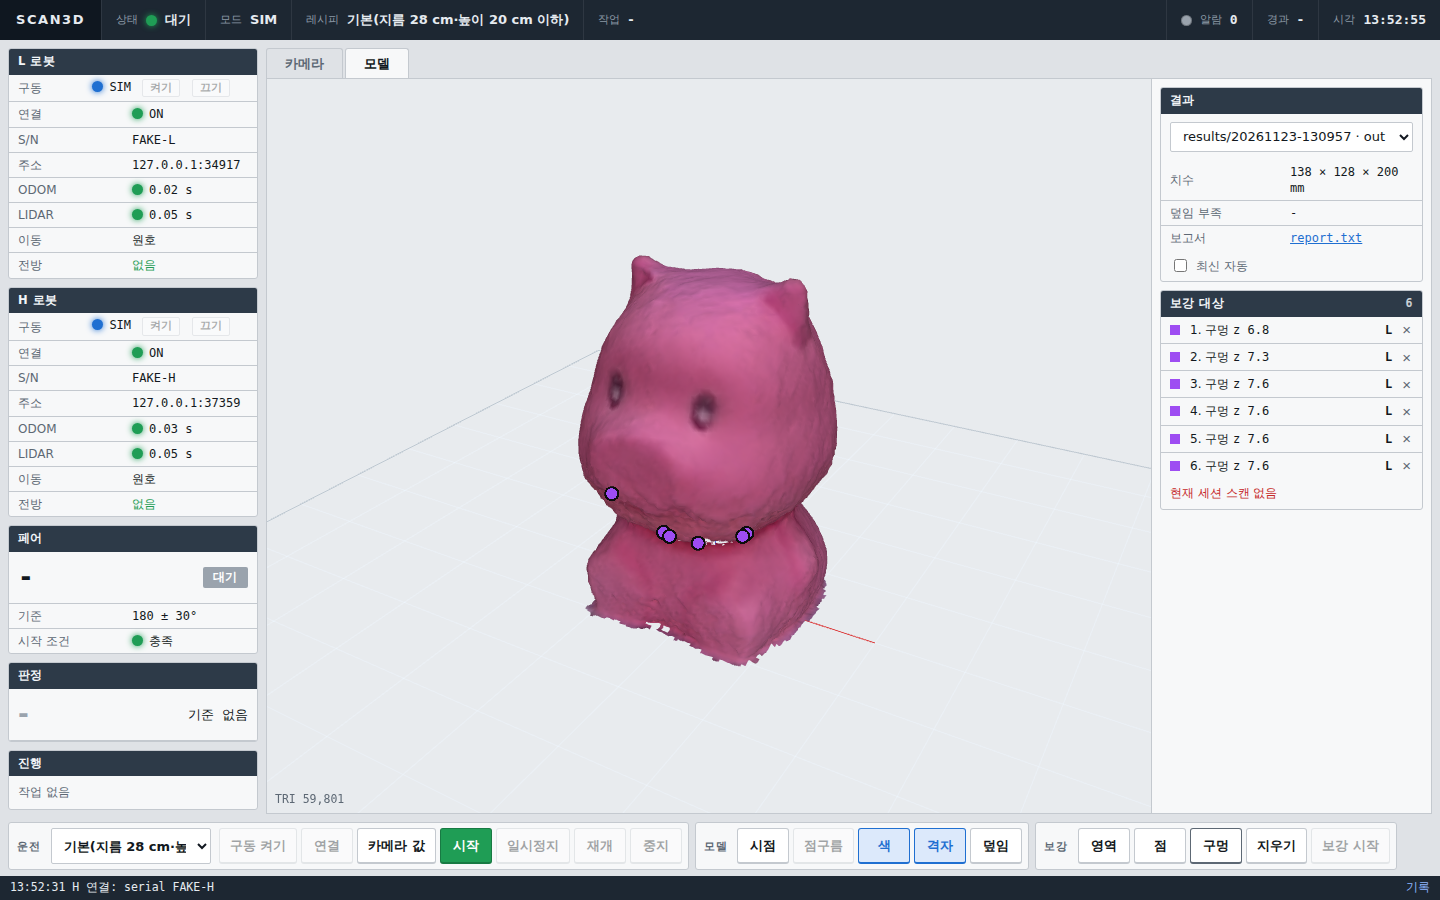 SCAN3D 상태 대기 모드 SIM 레시피 기본(지름 28 cm·높이 20 cm 이하) 작업 - 알람 0 경과 - 시각 13:52:55
L 로봇
구동 SIM 켜기 끄기
연결 ON
S/N FAKE-L
주소 127.0.0.1:34917
ODOM 0.02 s
LIDAR 0.05 s
이동 원호
전방 없음
H 로봇
구동 SIM 켜기 끄기
연결 ON
S/N FAKE-H
주소 127.0.0.1:37359
ODOM 0.03 s
LIDAR 0.05 s
이동 원호
전방 없음
페어
- 대기
기준 180 ± 30°
시작 조건 충족
판정
- 기준 없음
진행
작업 없음
카메라 모델
TRI 59,801
결과
results/20261123-130957 · out
치수 138 × 128 × 200 mm
덮임 부족 -
보고서 report.txt
최신 자동
보강 대상 6
1. 구멍 z 6.8 L ×
2. 구멍 z 7.3 L ×
3. 구멍 z 7.6 L ×
4. 구멍 z 7.6 L ×
5. 구멍 z 7.6 L ×
6. 구멍 z 7.6 L ×
현재 세션 스캔 없음
운전 기본(지름 28 cm·높 구동 켜기 연결 카메라 값 시작 일시정지 재개 중지
모델 시점 점구름 색 격자 덮임
보강 영역 점 구멍 지우기 보강 시작
13:52:31 H 연결: serial FAKE-H 기록